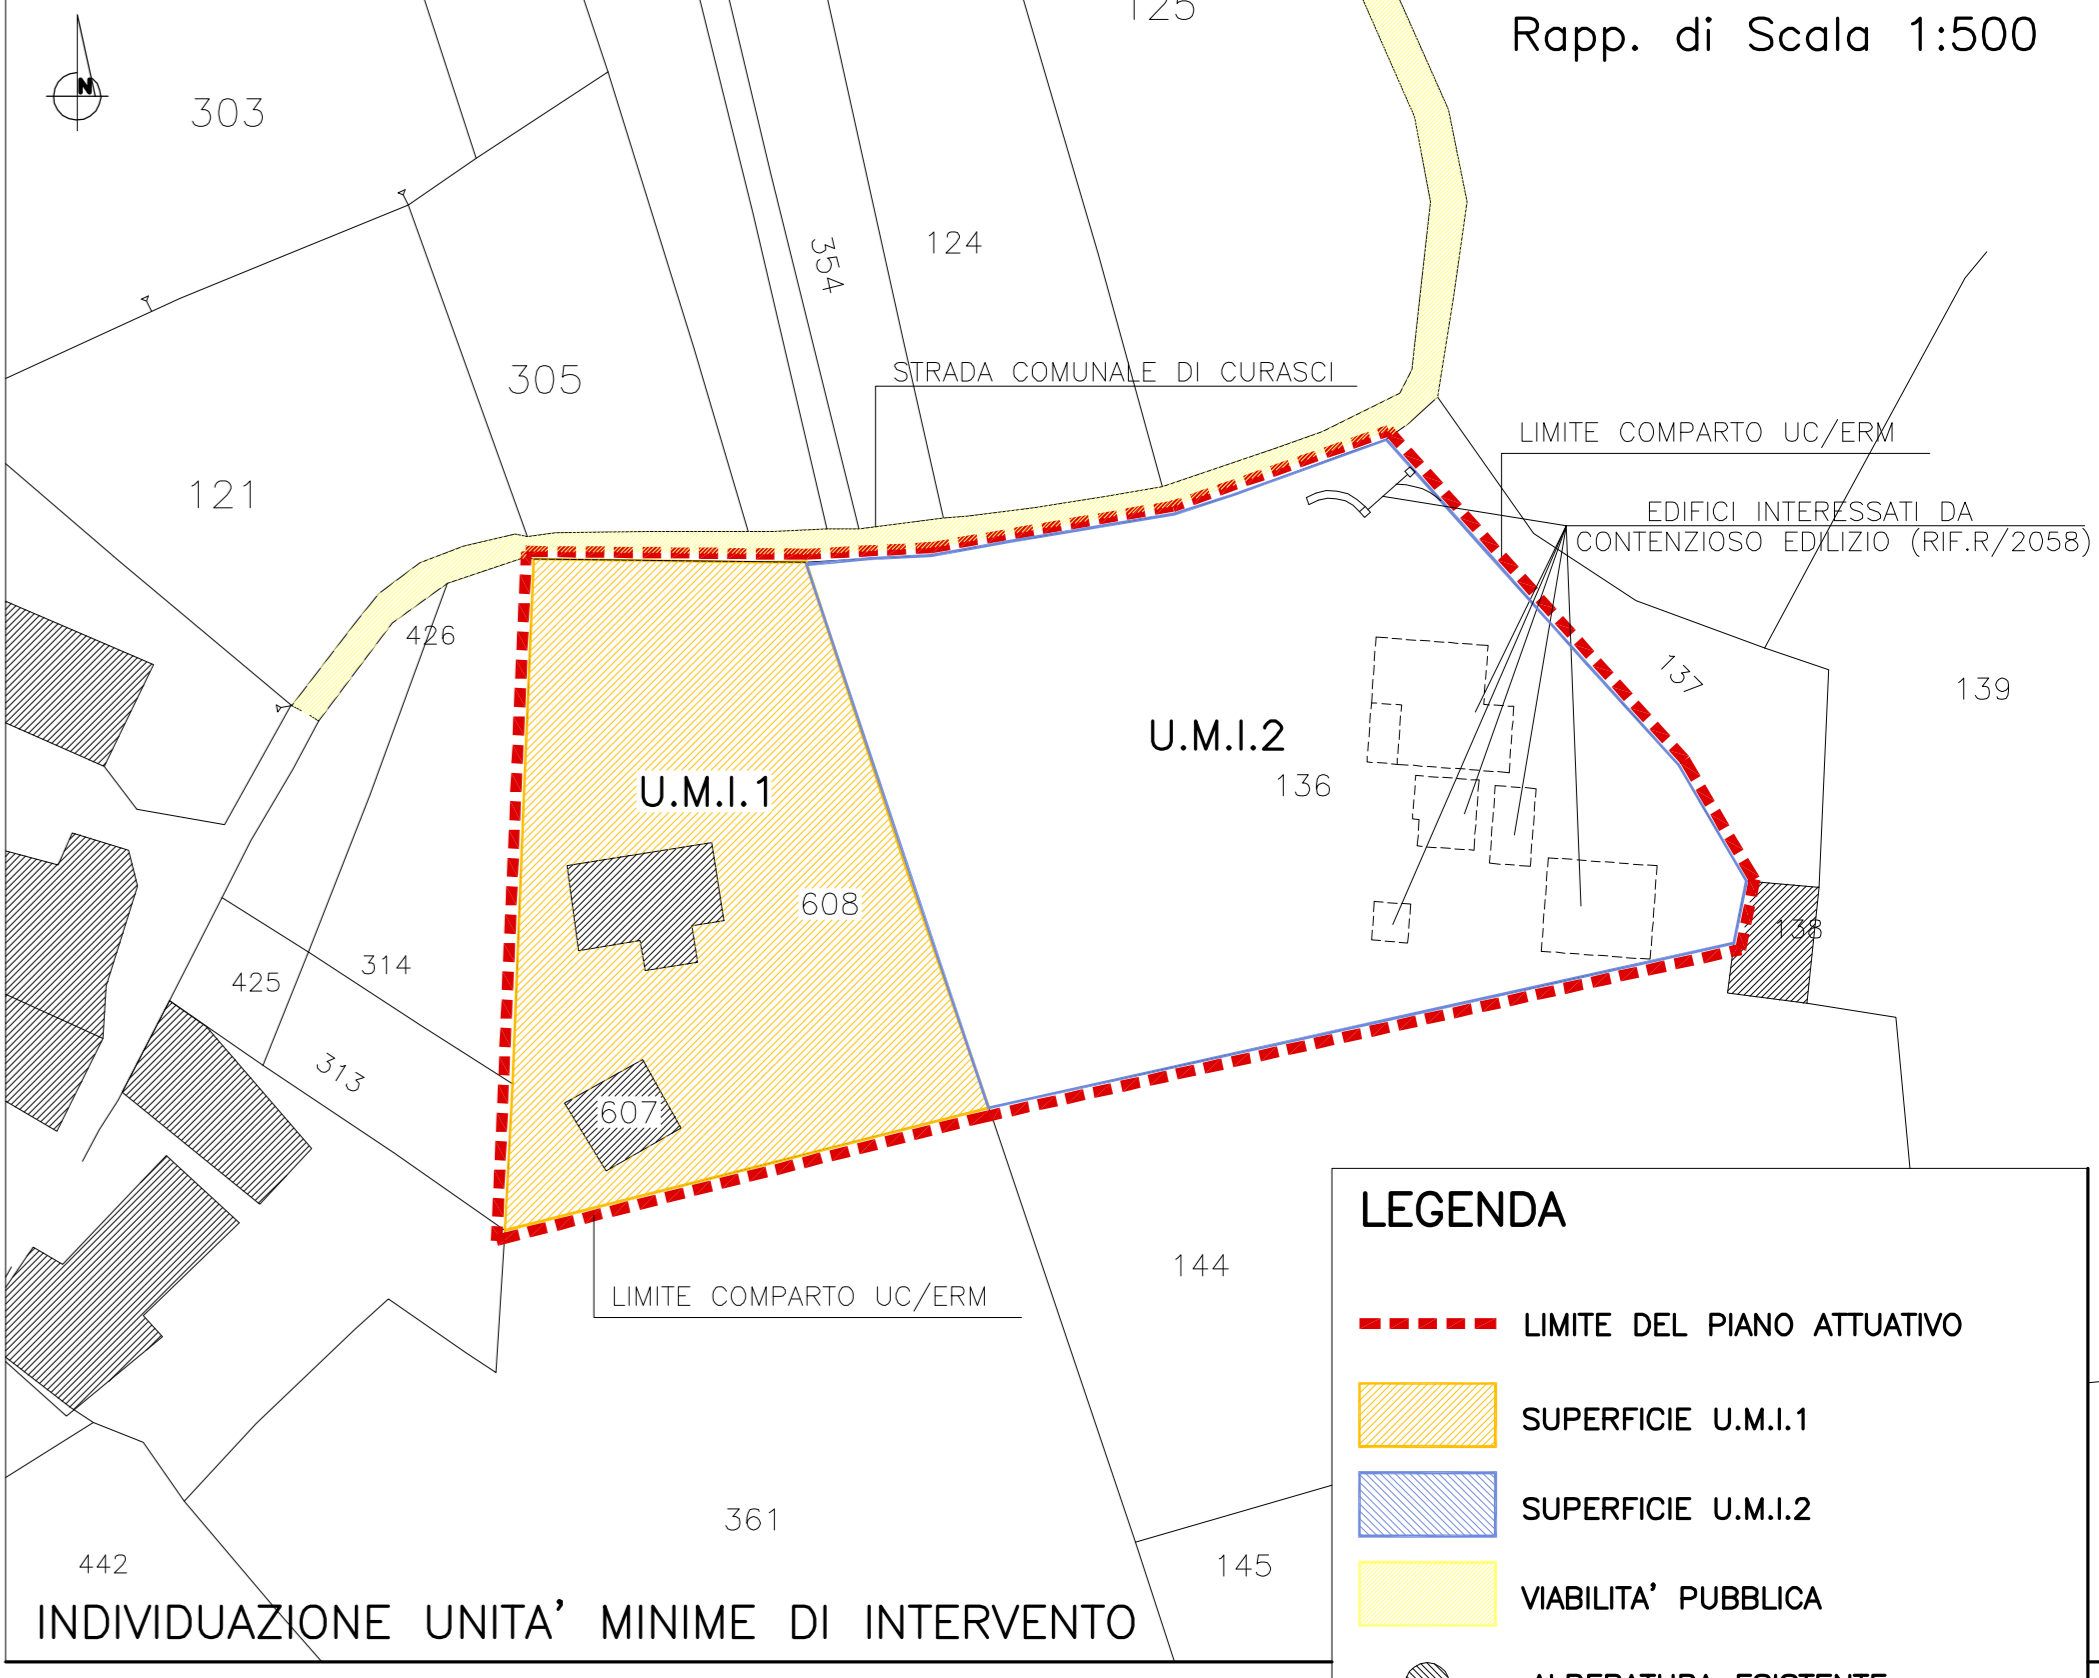 125
Rapp. di Scala 1:500
N
303
124
354
305
STRADA COMUNALE DI CURASCI
LIMITE COMPARTO UC/ERM
121
EDIFICI INTERESSATI DA
CONTENZIOSO EDILIZIO (RIF.R/2058)
426
137
139
U.M.I.2
136
U.M.I.1
608
138
314
425
313
607
144
LIMITE COMPARTO UC/ERM
361
442
145
INDIVIDUAZIONE UNITA' MINIME DI INTERVENTO
LEGENDA
LIMITE DEL PIANO ATTUATIVO
SUPERFICIE U.M.I.1
SUPERFICIE U.M.I.2
VIABILITA' PUBBLICA
ALBERATURA ESISTENTE